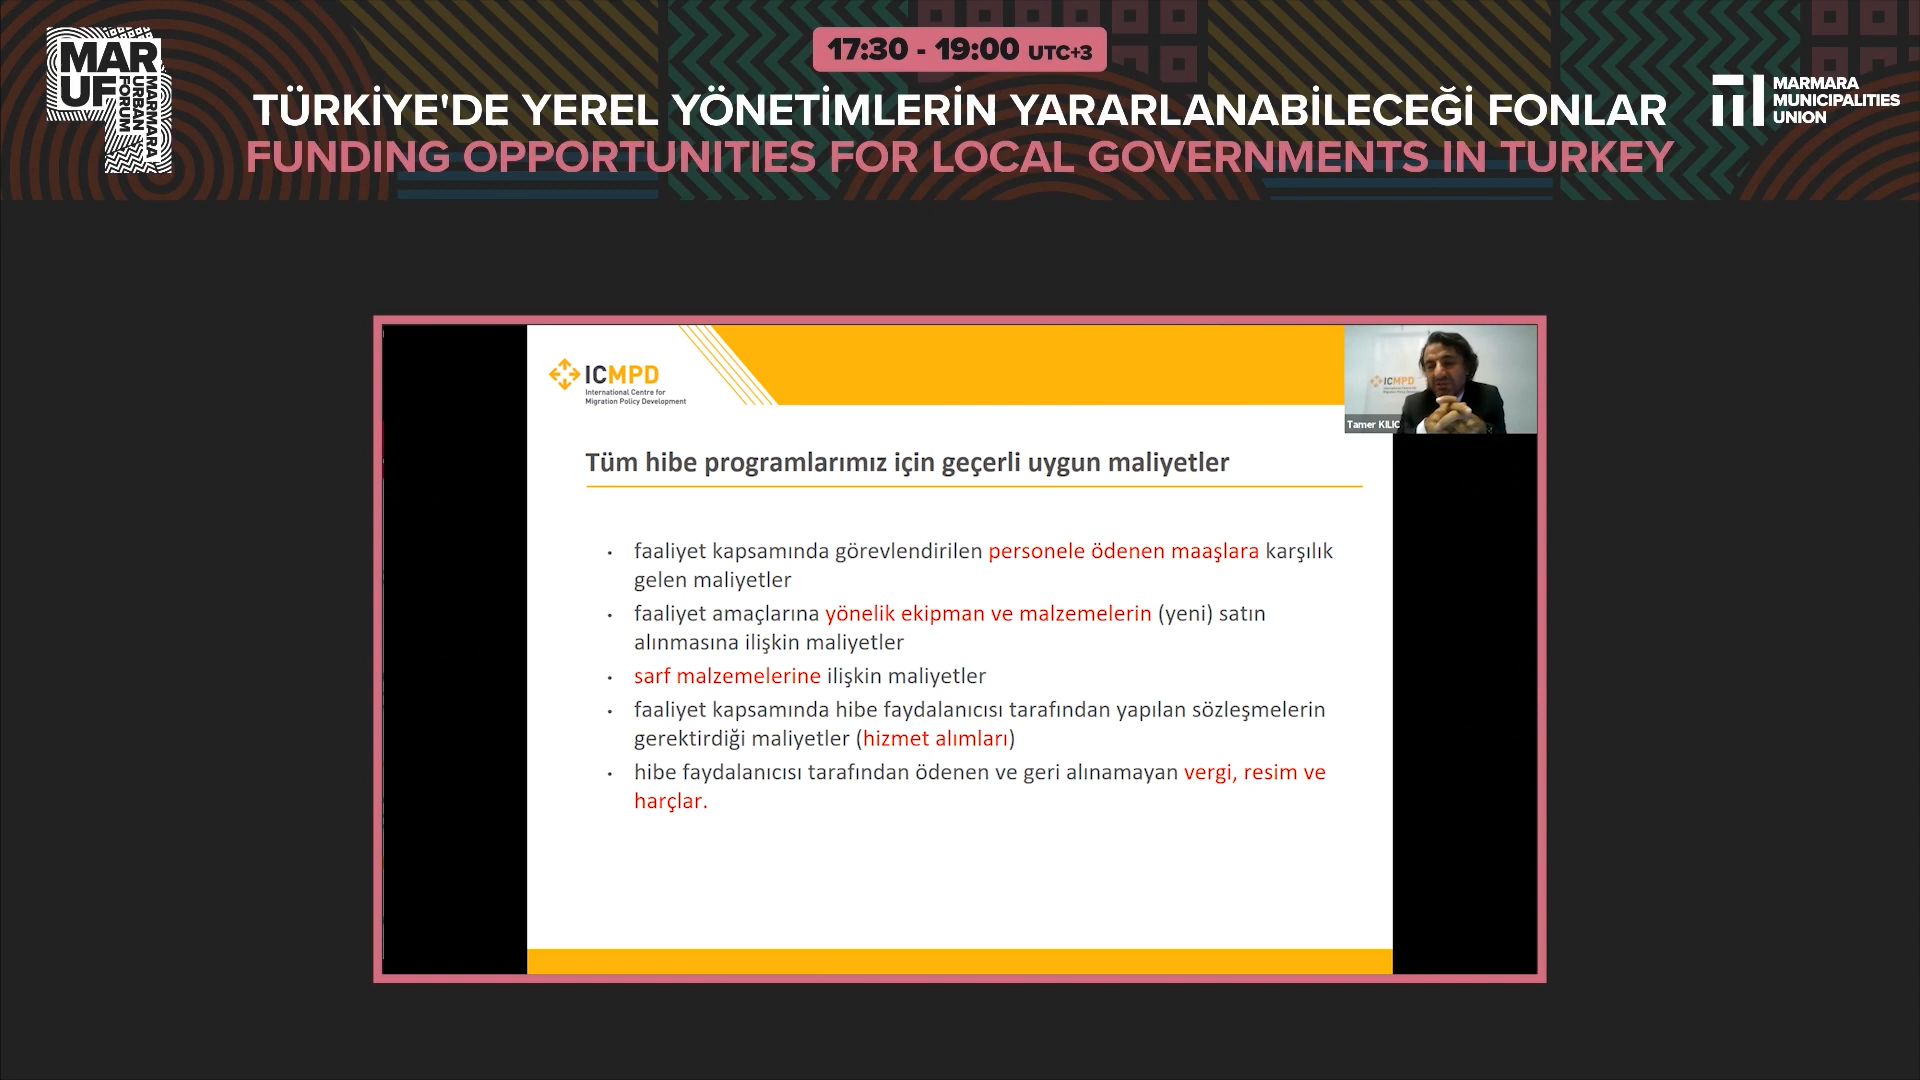 MAR
UF
MARMARA
URBAN
FORUM
17:30 - 19:00 UTC+3
TÜRKİYE'DE YEREL YÖNETİMLERİN YARARLANABİLECEĞİ FONLAR
FUNDING OPPORTUNITIES FOR LOCAL GOVERNMENTS IN TURKEY
MARMARA
MUNICIPALITIES
UNION
ICMPD
International Centre for
Migration Policy Development
ICMPD
Tamer KILIC
Tüm hibe programlarımız için geçerli uygun maliyetler
• faaliyet kapsamında görevlendirilen personele ödenen maaşlara karşılık
gelen maliyetler
• faaliyet amaçlarına yönelik ekipman ve malzemelerin (yeni) satın
alınmasına ilişkin maliyetler
• sarf malzemelerine ilişkin maliyetler
• faaliyet kapsamında hibe faydalanıcısı tarafından yapılan sözleşmelerin
gerektirdiği maliyetler (hizmet alımları)
• hibe faydalanıcısı tarafından ödenen ve geri alınamayan vergi, resim ve
harçlar.